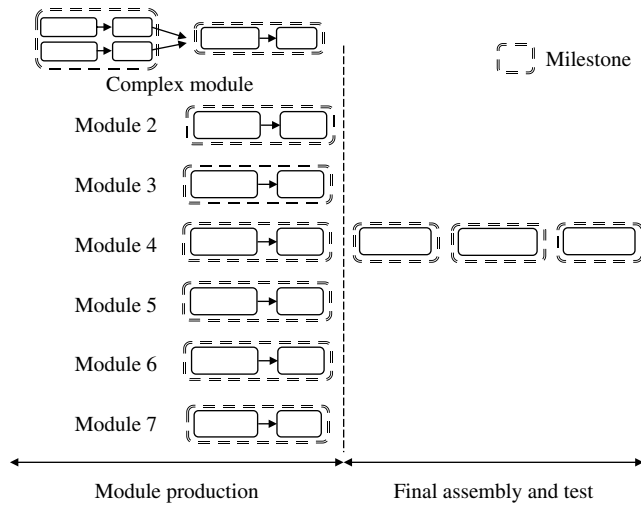 Milestone
Complex module
Module 2
Module 3
Module 4
Module 5
Module 6
Module 7
Module production
Final assembly and test